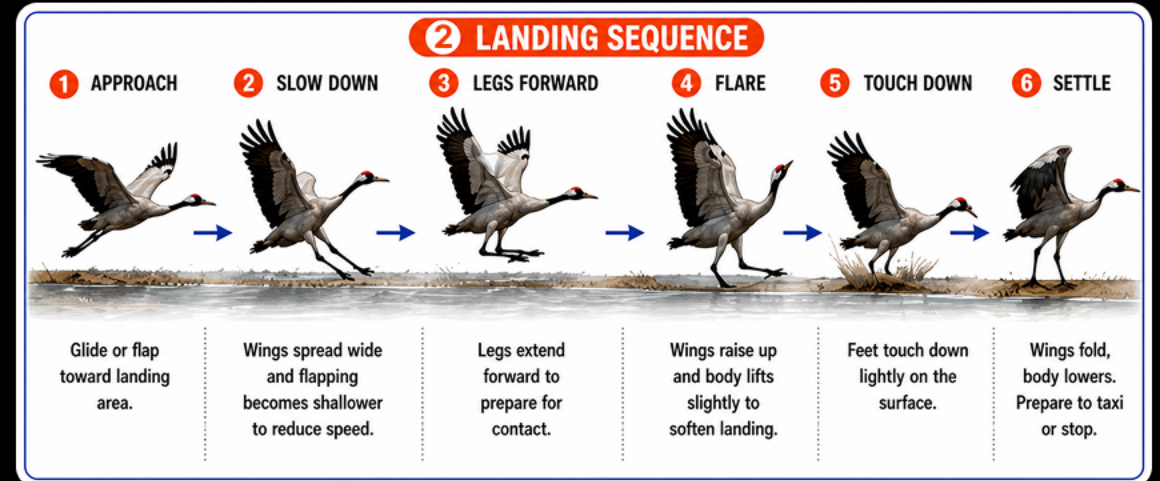 2 LANDING SEQUENCE
1 APPROACH
2 SLOW DOWN
3 LEGS FORWARD
4 FLARE
5 TOUCH DOWN
6 SETTLE
Glide or flap
toward landing
area.
Wings spread wide
and flapping
becomes shallower
to reduce speed.
Legs extend
forward to
prepare for
contact.
Wings raise up
and body lifts
slightly to
soften landing.
Feet touch down
lightly on the
surface.
Wings fold,
body lowers.
Prepare to taxi
or stop.